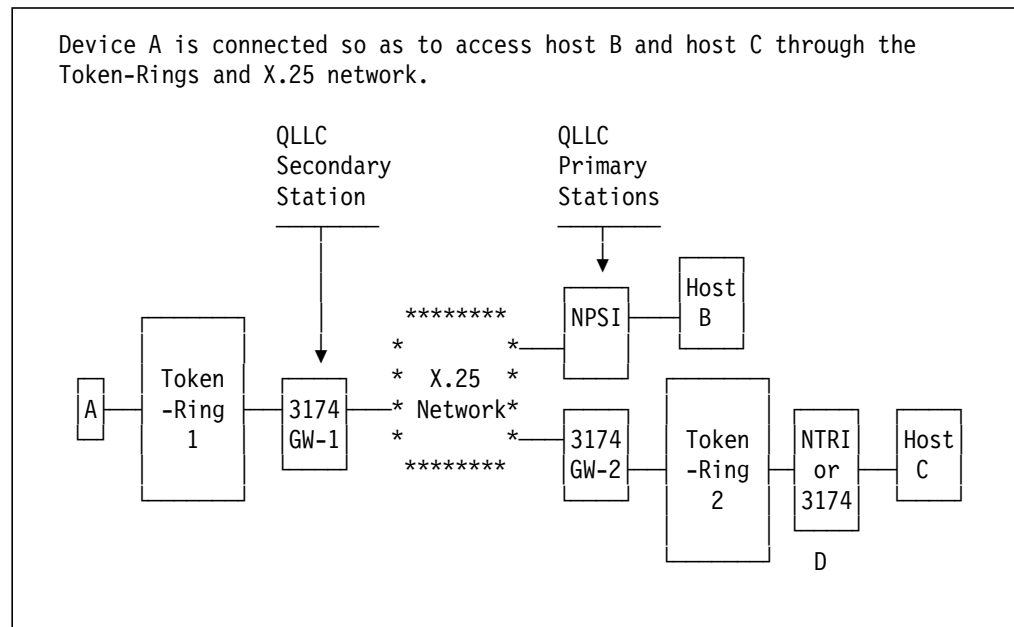 Device A is connected so as to access host B and host C through the
Token-Rings and X.25 network.
QLLC
Secondary
Station
QLLC
Primary
Stations
A
Token
-Ring
1
3174
GW-1
********
* *
* X.25 *
* Network*
* *
********
NPSI
Host
B
3174
GW-2
Token
-Ring
2
NTRI
or
3174
D
Host
C